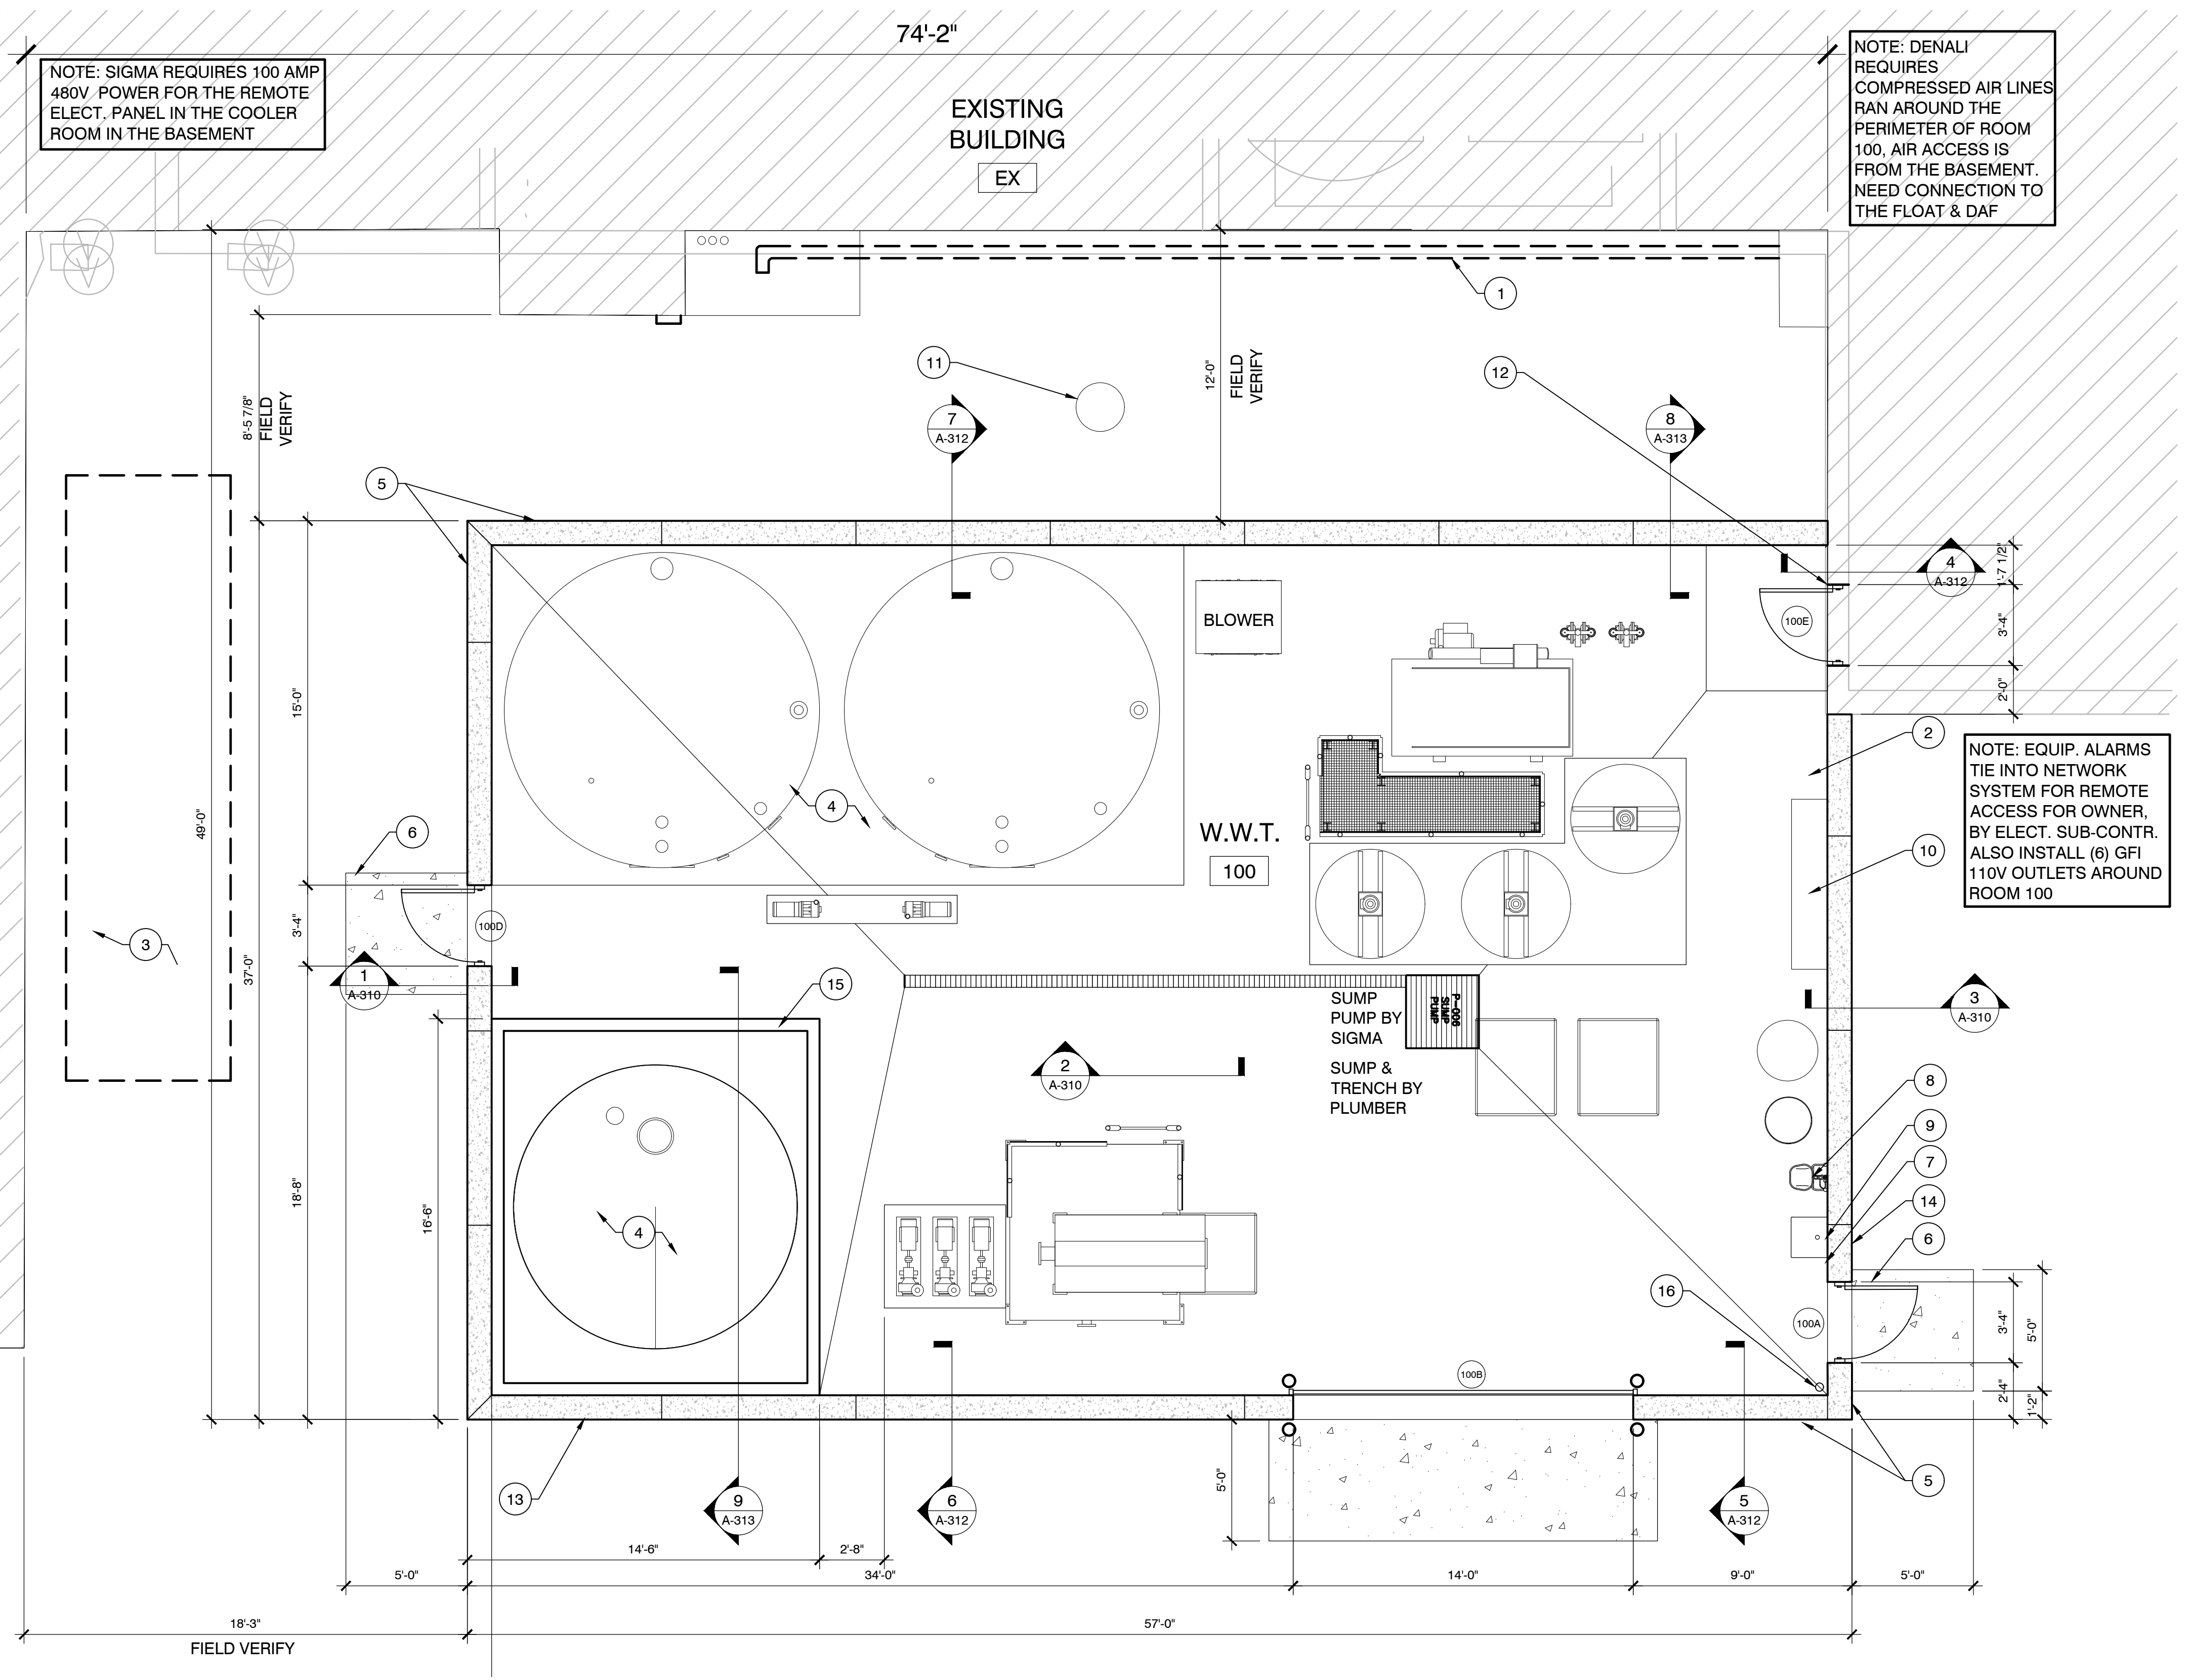 74'-2"
NOTE: SIGMA REQUIRES 100 AMP
480V POWER FOR THE REMOTE
ELECT. PANEL IN THE COOLER
ROOM IN THE BASEMENT
EXISTING
BUILDING
EX
NOTE: DENALI
REQUIRES
COMPRESSED AIR LINES
RAN AROUND THE
PERIMETER OF ROOM
100, AIR ACCESS IS
FROM THE BASEMENT.
NEED CONNECTION TO
THE FLOAT & DAF
1
11
12
12'-0"
FIELD
VERIFY
8'-5 7/8"
FIELD
VERIFY
7
A-312
8
A-313
5
4
A-312
1'-7 1/2"
3'-4"
2'-0"
100E
BLOWER
15'-0"
2
NOTE: EQUIP. ALARMS
TIE INTO NETWORK
SYSTEM FOR REMOTE
ACCESS FOR OWNER,
BY ELECT. SUB-CONTR.
ALSO INSTALL (6) GFI
110V OUTLETS AROUND
ROOM 100
4
49'-0"
6
W.W.T.
100
10
3'-4"
100D
3
37'-0"
1
A-310
15
SUMP
PUMP BY
SIGMA
P-006
SUMP
PUMP
3
A-310
2
A-310
SUMP &
TRENCH BY
PLUMBER
8
9
7
14
6
18'-8"
16'-6"
4
16
100A
3'-4"
5'-0"
2'-4"
1'-2"
100B
5'-0"
13
9
A-313
6
A-312
5
A-312
5
14'-6"
2'-8"
5'-0"
34'-0"
14'-0"
9'-0"
5'-0"
18'-3"
FIELD VERIFY
57'-0"